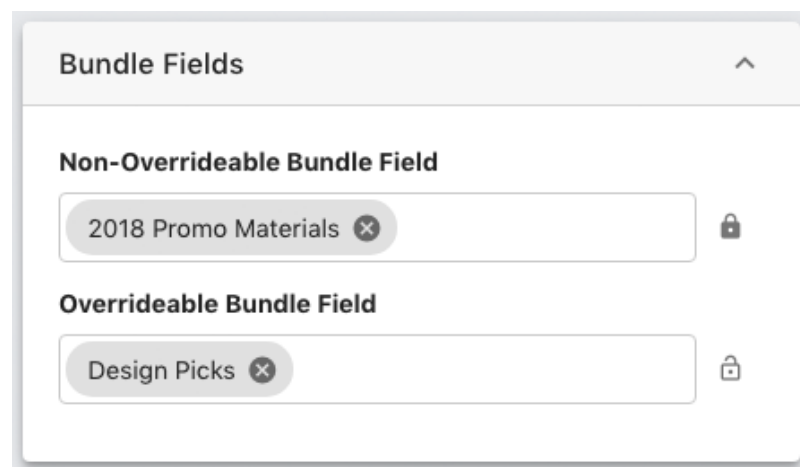 Bundle Fields
Non-Overrideable Bundle Field
2018 Promo Materials
Overrideable Bundle Field
Design Picks